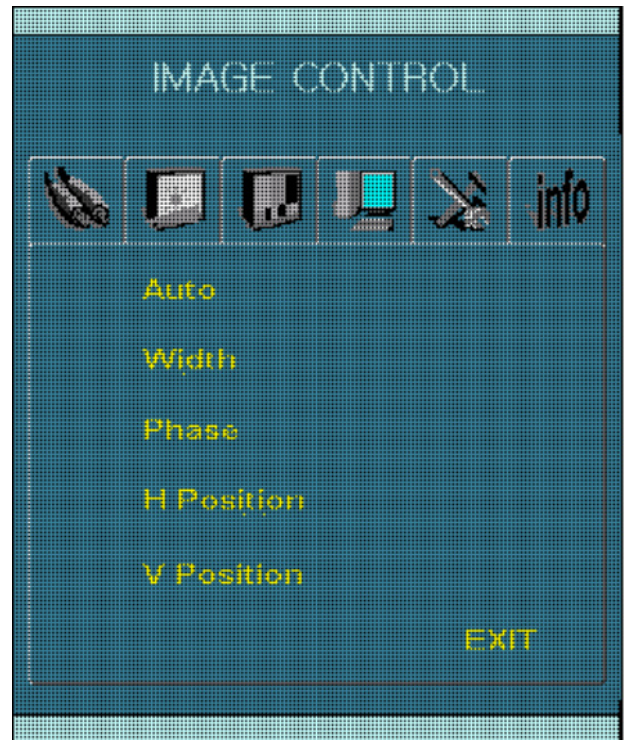 IMAGE CONTROL
info
Auto
Width
Phase
H Position
V Position
EXIT